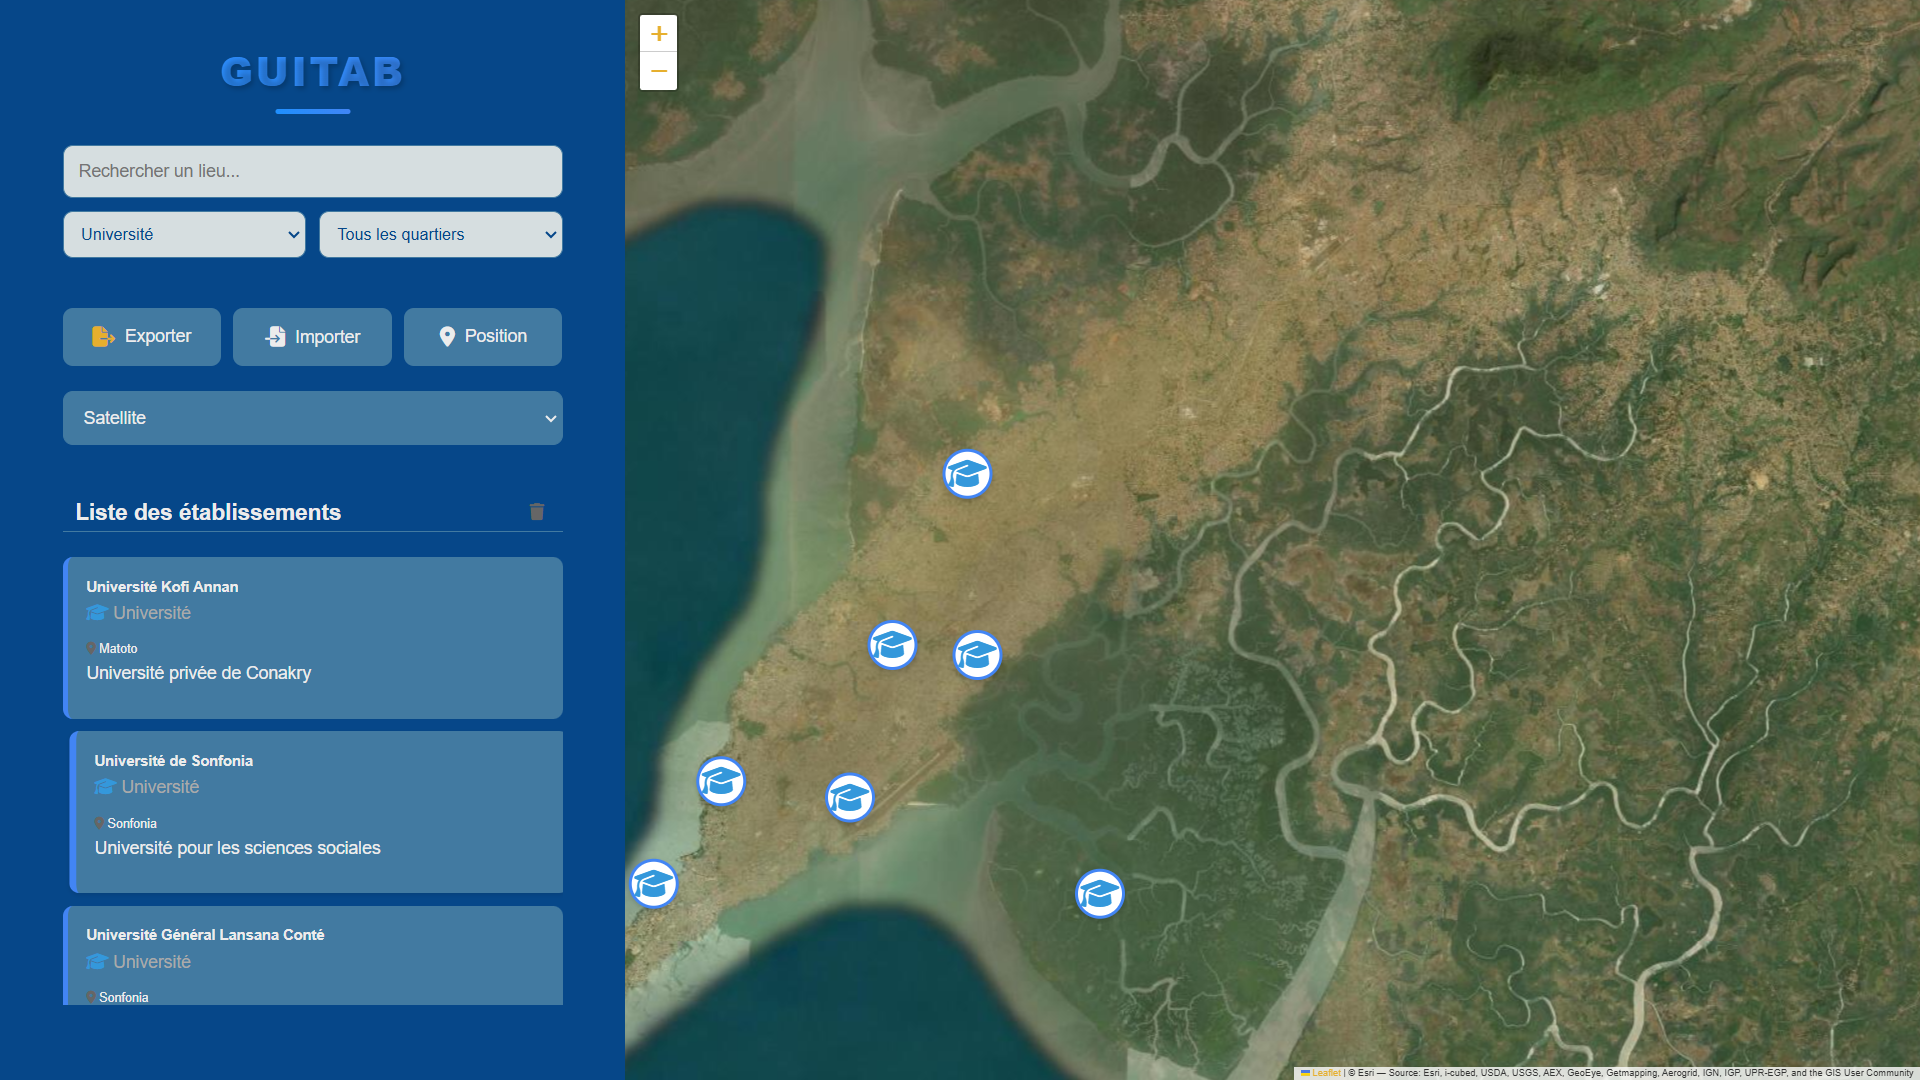 GUITAB
Rechercher un lieu...
Université
Tous les quartiers
Exporter
Importer
Position
Satellite
Liste des établissements
Université Kofi Annan
Université
Matoto
Université privée de Conakry
Université de Sonfonia
Université
Sonfonia
Université pour les sciences sociales
Université Général Lansana Conté
Université
Sonfonia
+
−
Leaflet | © Esri — Source: Esri, i-cubed, USDA, USGS, AEX, GeoEye, Getmapping, Aerogrid, IGN, IGP, UPR-EGP, and the GIS User Community